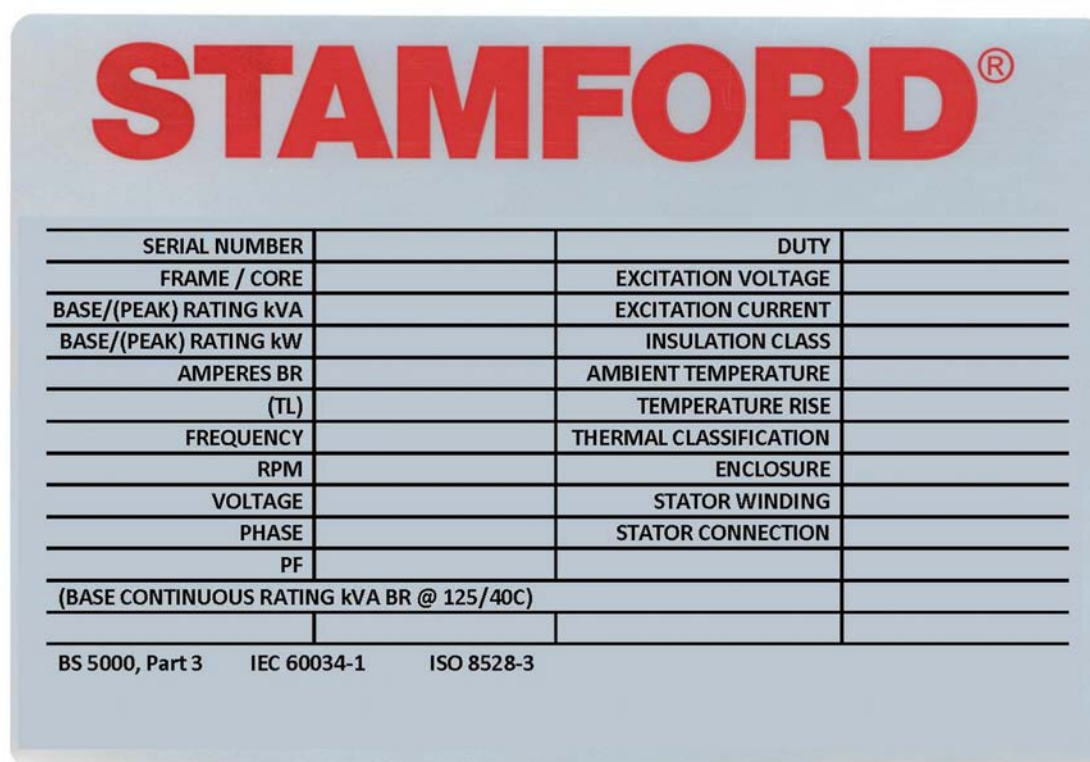 STAMFORD®
SERIAL NUMBER DUTY
FRAME / CORE EXCITATION VOLTAGE
BASE/(PEAK) RATING kVA EXCITATION CURRENT
BASE/(PEAK) RATING kW INSULATION CLASS
AMPERES BR AMBIENT TEMPERATURE
(TL) TEMPERATURE RISE
FREQUENCY THERMAL CLASSIFICATION
RPM ENCLOSURE
VOLTAGE STATOR WINDING
PHASE STATOR CONNECTION
PF
(BASE CONTINUOUS RATING kVA BR @ 125/40C)
BS 5000, Part 3 IEC 60034-1 ISO 8528-3